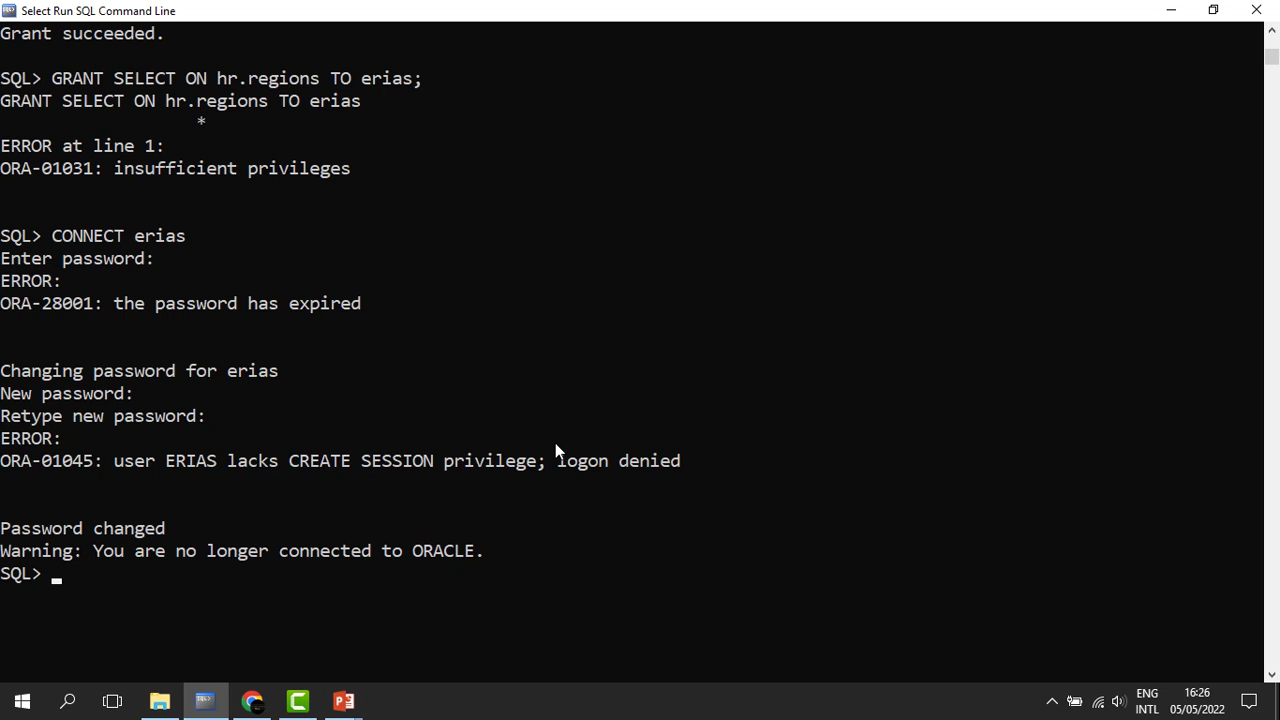 Select Run SQL Command Line
Grant succeeded.
SQL> GRANT SELECT ON hr.regions TO erias;
GRANT SELECT ON hr.regions TO erias
*
ERROR at line 1:
ORA-01031: insufficient privileges
SQL> CONNECT erias
Enter password:
ERROR:
ORA-28001: the password has expired
Changing password for erias
New password:
Retype new password:
ERROR:
ORA-01045: user ERIAS lacks CREATE SESSION privilege; logon denied
Password changed
Warning: You are no longer connected to ORACLE.
SQL>
ENG
INTL
16:26
05/05/2022